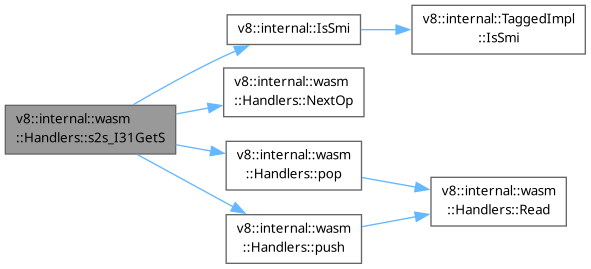 v8::internal::wasm
::Handlers::s2s_I31GetS
v8::internal::IsSmi
v8::internal::TaggedImpl
::IsSmi
v8::internal::wasm
::Handlers::NextOp
v8::internal::wasm
::Handlers::pop
v8::internal::wasm
::Handlers::Read
v8::internal::wasm
::Handlers::push